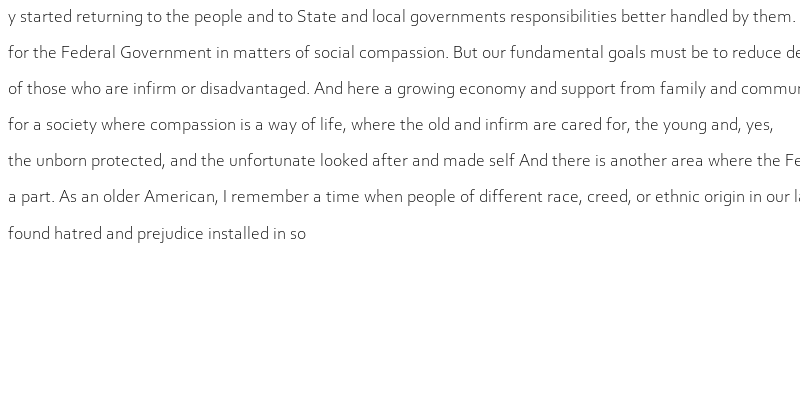 y started returning to the people and to State and local governments responsibilities better handled by them.
for the Federal Government in matters of social compassion. But our fundamental goals must be to reduce
of those who are infirm or disadvantaged. And here a growing economy and support from family and
for a society where compassion is a way of life, where the old and infirm are cared for, the young and, yes,
the unborn protected, and the unfortunate looked after and made self And there is another area where the
a part. As an older American, I remember a time when people of different race, creed, or ethnic origin in our
found hatred and prejudice installed in so